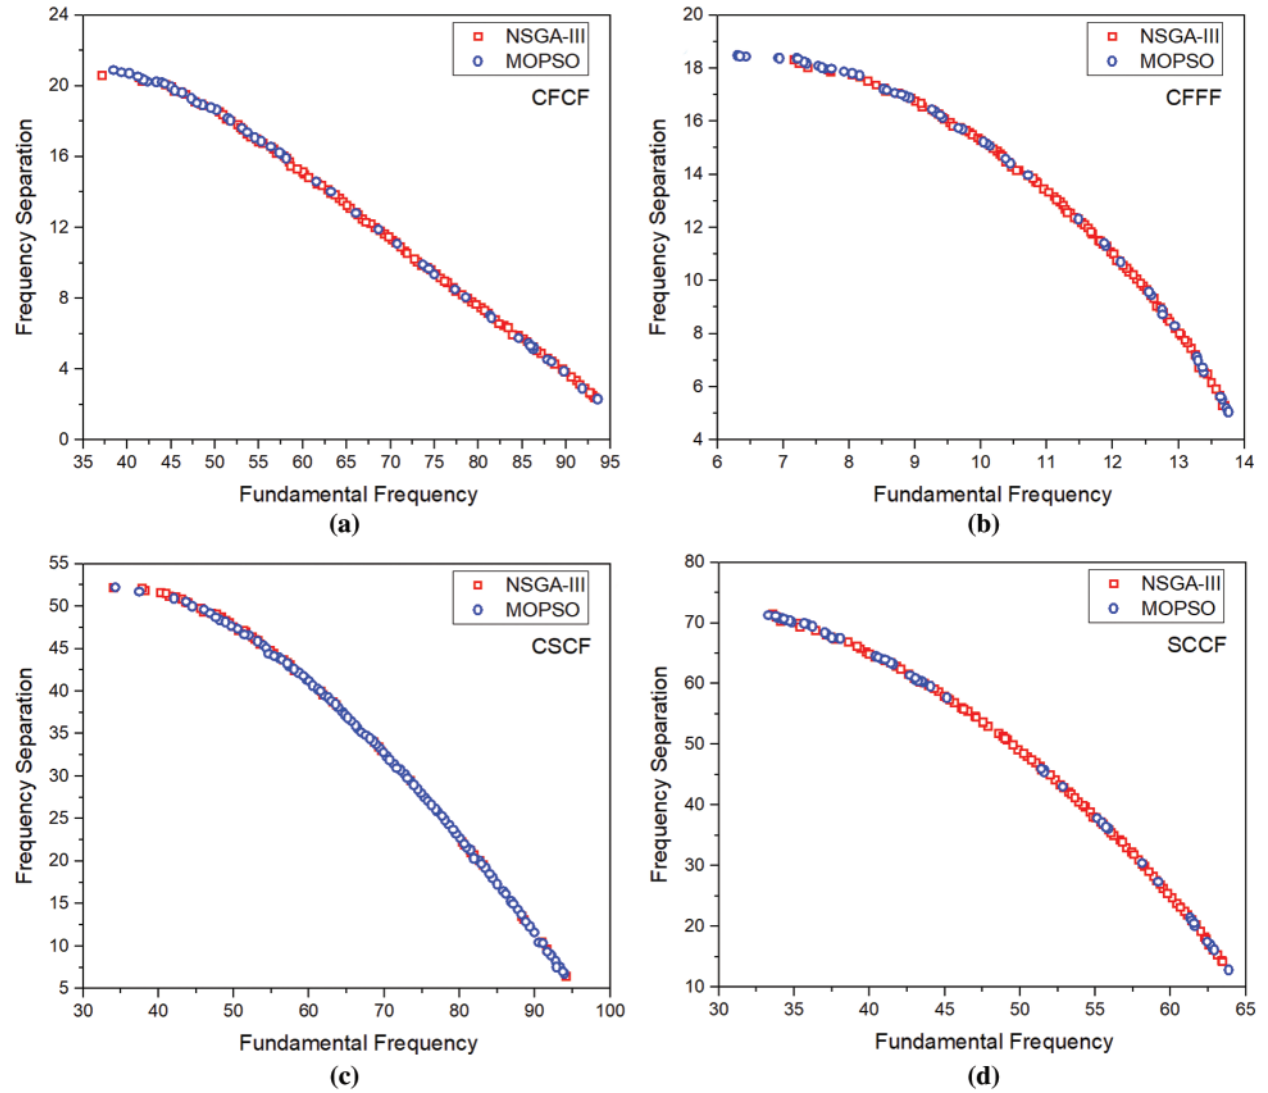 24
20
16
12
8
4
0
Frequency Separation
NSGA-III
MOPSO
CFCF
35 40 45 50 55 60 65 70 75 80 85 90 95
Fundamental Frequency
(a)
20
18
16
14
12
10
8
6
4
Frequency Separation
NSGA-III
MOPSO
CFFF
6 7 8 9 10 11 12 13 14
Fundamental Frequency
(b)
55
50
45
40
35
30
25
20
15
10
5
Frequency Separation
NSGA-III
MOPSO
CSCF
30 40 50 60 70 80 90 100
Fundamental Frequency
(c)
80
70
60
50
40
30
20
10
Frequency Separation
NSGA-III
MOPSO
SCCF
30 35 40 45 50 55 60 65
Fundamental Frequency
(d)